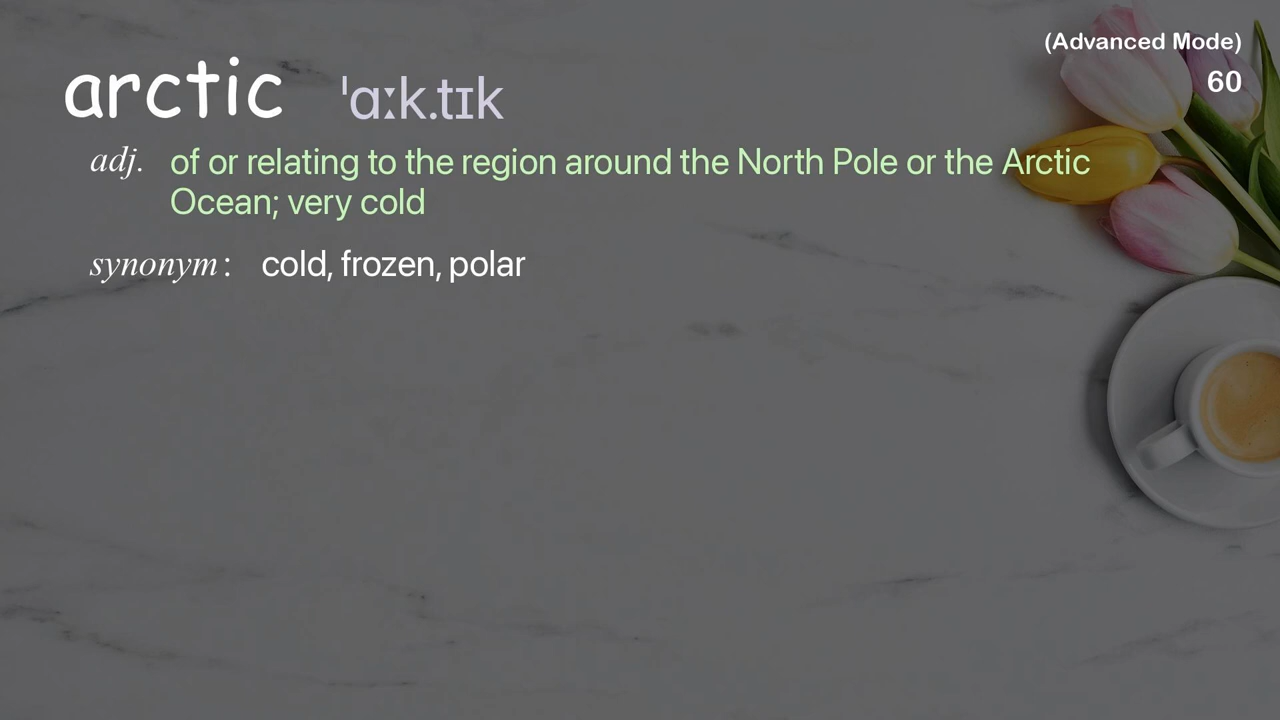 (Advanced Mode)
60
arctic ˈɑːk.tɪk
adj. of or relating to the region around the North Pole or the Arctic
Ocean; very cold
synonym : cold, frozen, polar